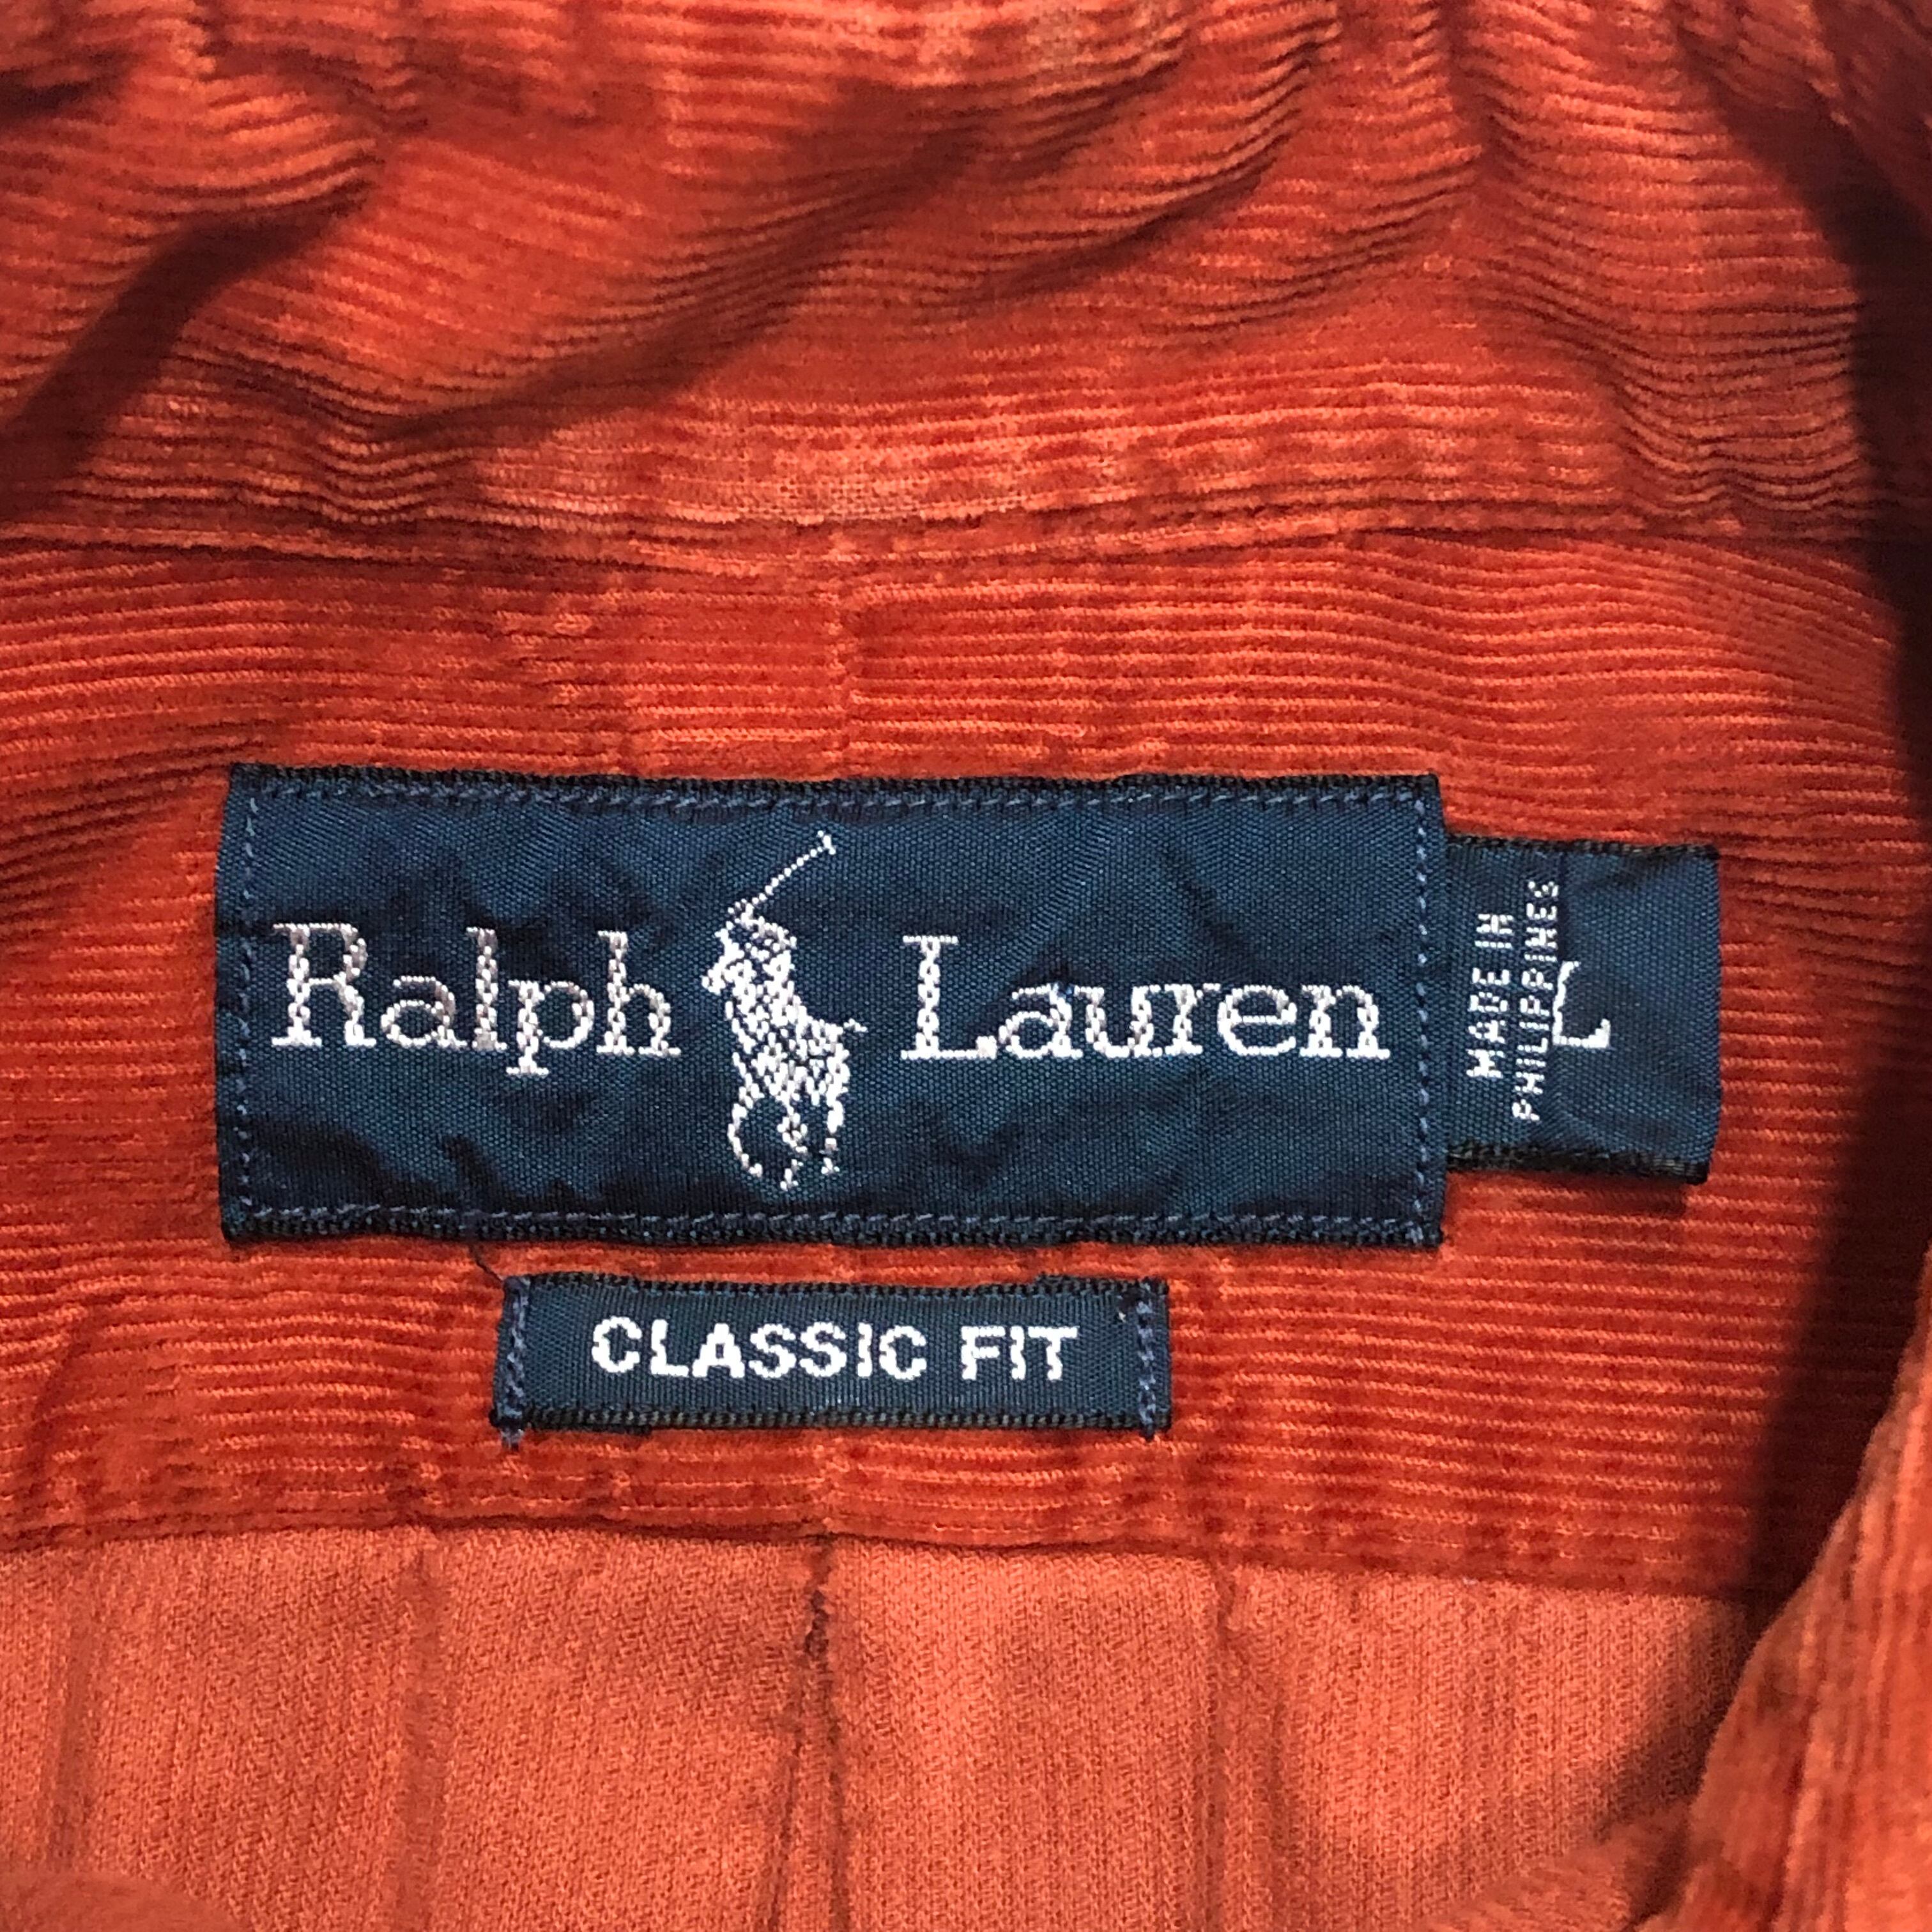 Ralph Lauren
MADE IN
PHILIPPINES
L
CLASSIC FIT